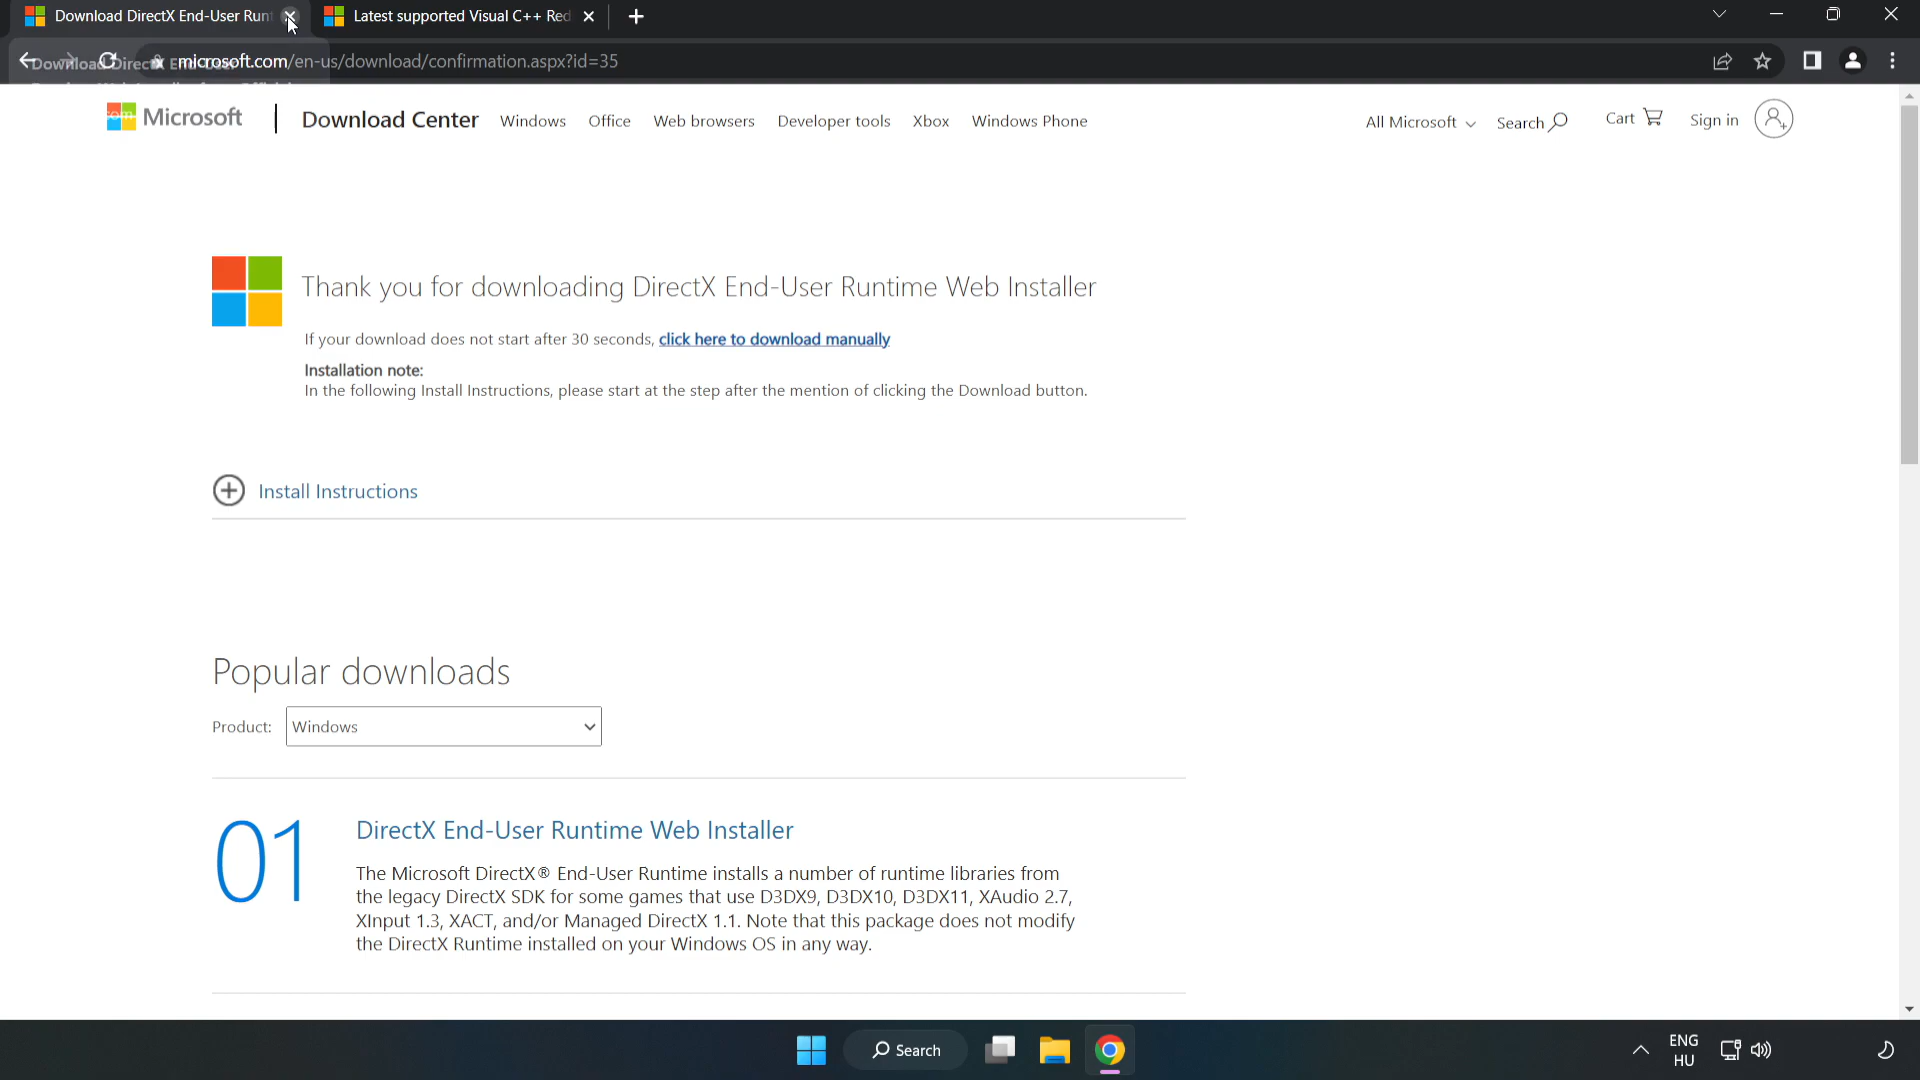 Download DirectX End-User Runt
Latest supported Visual C++ Red
microsoft.com/en-us/download/confirmation.aspx?id=35
Download DirectX End-User
Microsoft
Download Center
Windows
Office
Web browsers
Developer tools
Xbox
Windows Phone
All Microsoft
Search
Cart
Sign in
Thank you for downloading DirectX End-User Runtime Web Installer
If your download does not start after 30 seconds, click here to download manually
Installation note:
In the following Install Instructions, please start at the step after the mention of clicking the Download button.
Install Instructions
Popular downloads
Product: Windows
01
DirectX End-User Runtime Web Installer
The Microsoft DirectX® End-User Runtime installs a number of runtime libraries from
the legacy DirectX SDK for some games that use D3DX9, D3DX10, D3DX11, XAudio 2.7,
XInput 1.3, XACT, and/or Managed DirectX 1.1. Note that this package does not modify
the DirectX Runtime installed on your Windows OS in any way.
Search
ENG
HU